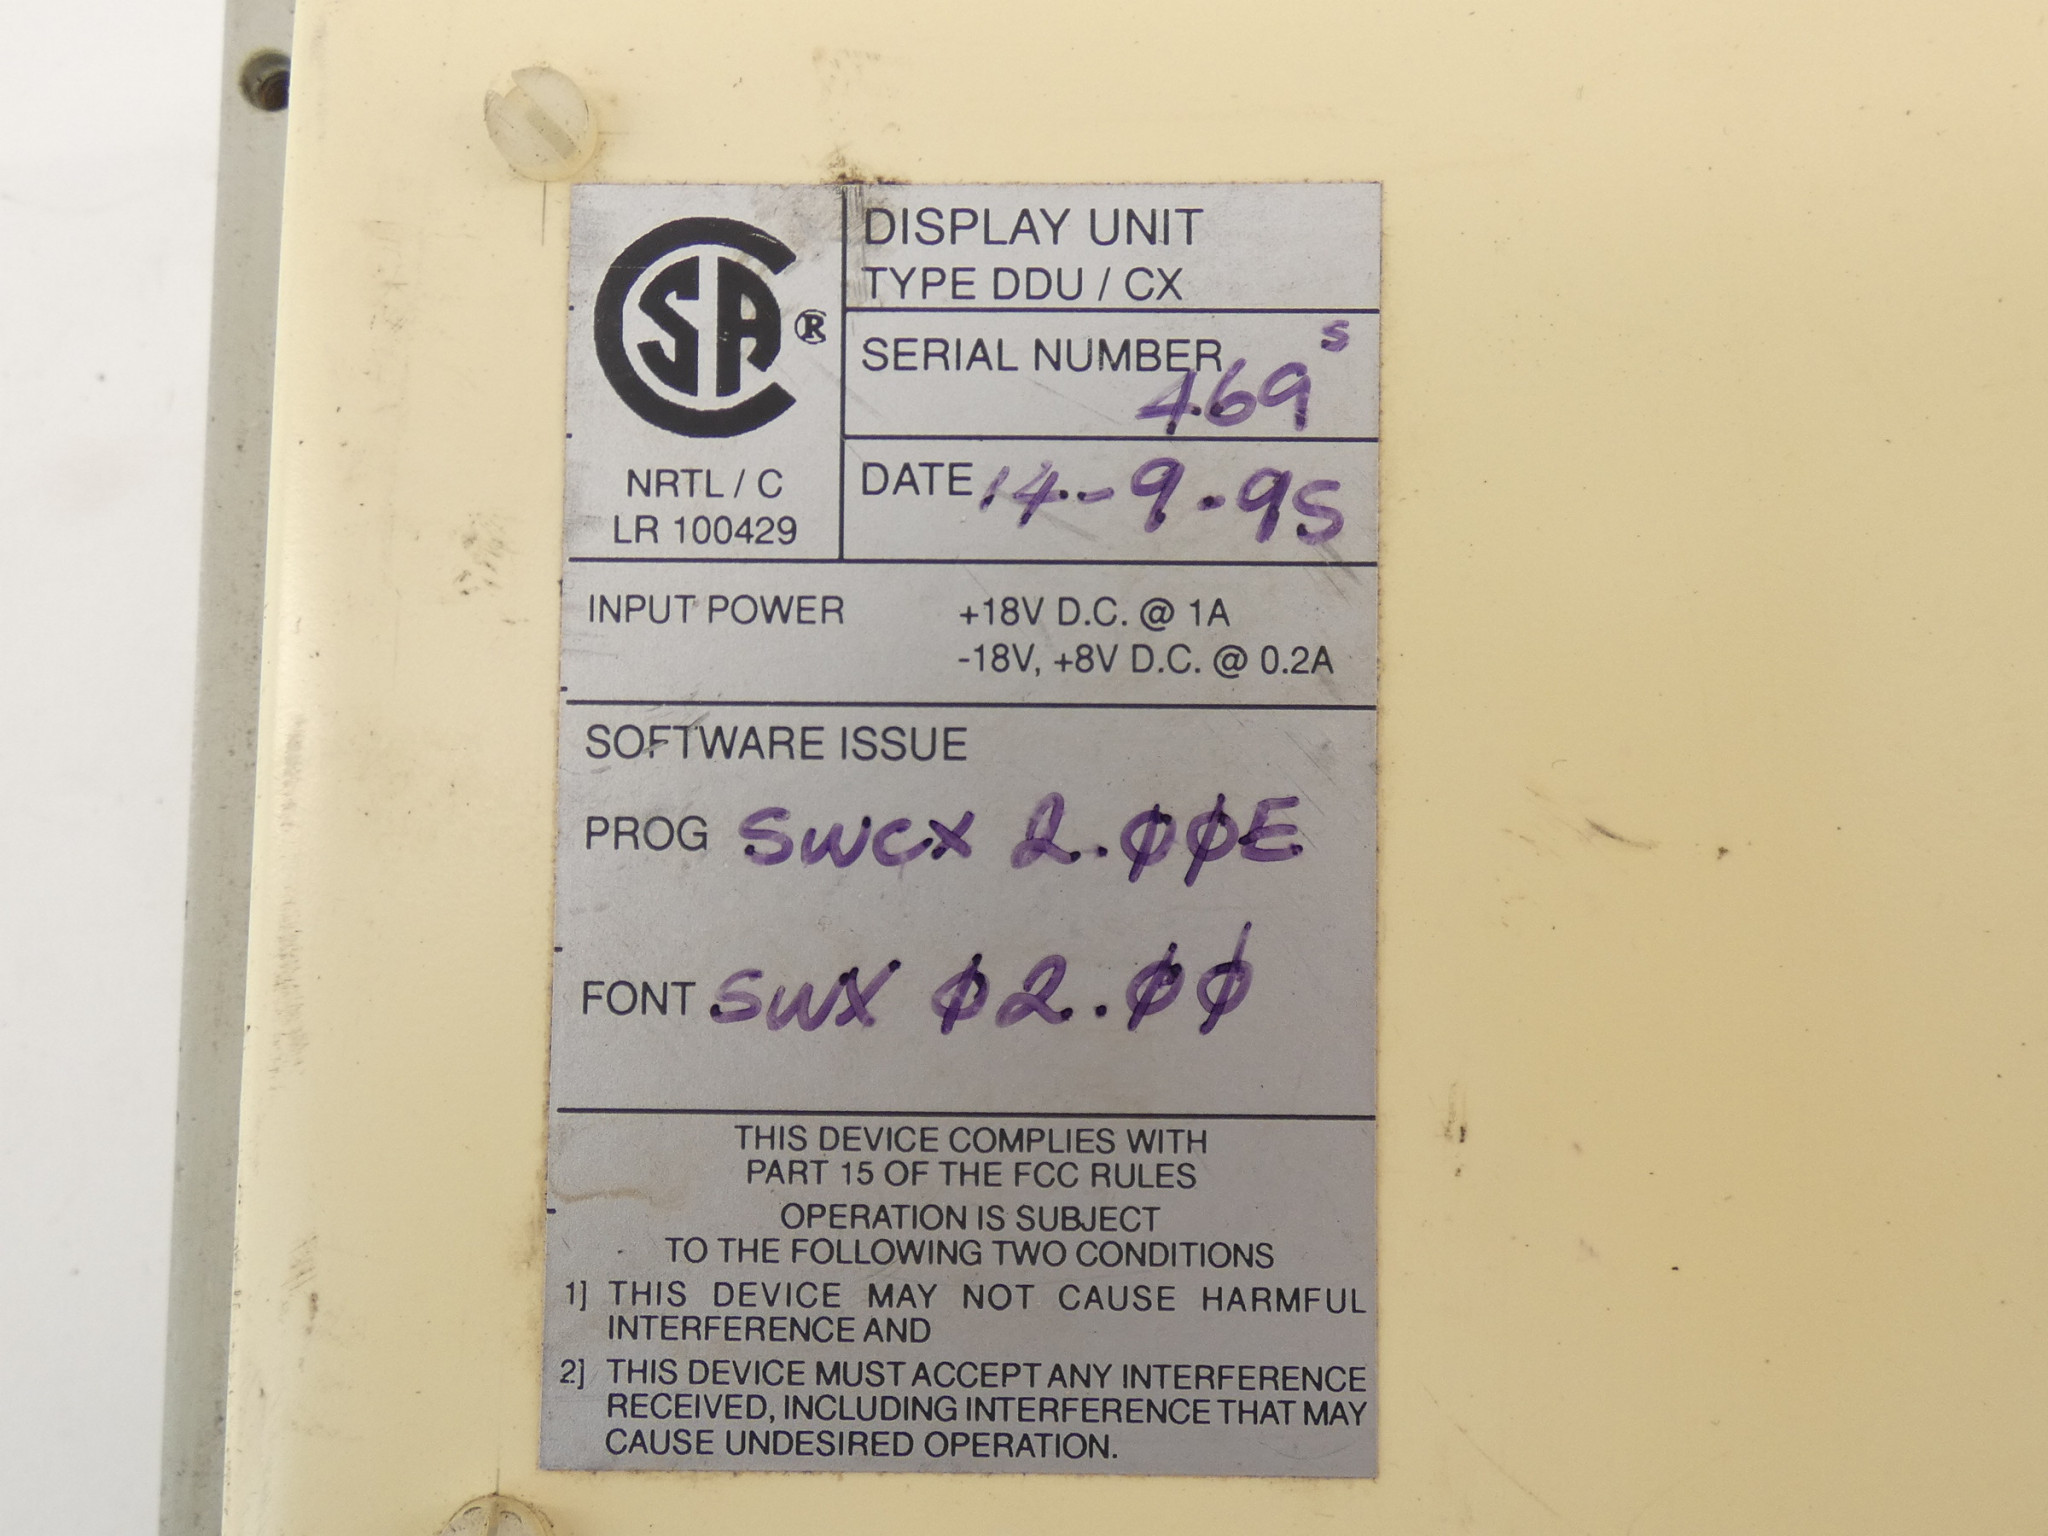 CSA ®
NRTL / C
LR 100429
DISPLAY UNIT
TYPE DDU / CX
SERIAL NUMBER 469 S
DATE 14-9.95
INPUT POWER +18V D.C. @ 1A
-18V, +8V D.C. @ 0.2A
SOFTWARE ISSUE
PROG SWCX 2.00E
FONT SWX 02.00
THIS DEVICE COMPLIES WITH
PART 15 OF THE FCC RULES
OPERATION IS SUBJECT
TO THE FOLLOWING TWO CONDITIONS
1] THIS DEVICE MAY NOT CAUSE HARMFUL
INTERFERENCE AND
2] THIS DEVICE MUST ACCEPT ANY INTERFERENCE
RECEIVED, INCLUDING INTERFERENCE THAT MAY
CAUSE UNDESIRED OPERATION.